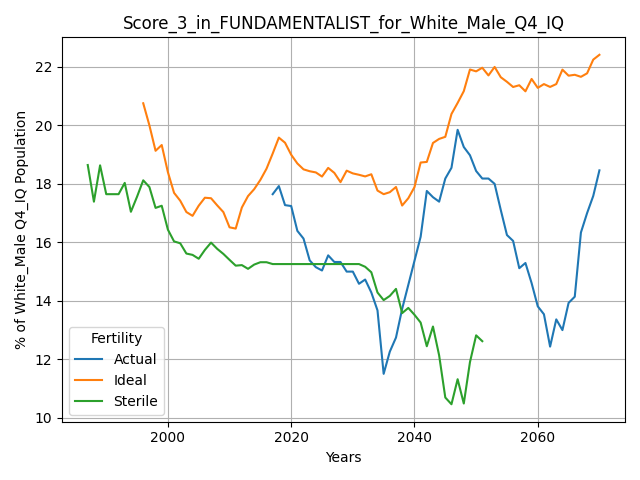 Score_3_in_FUNDAMENTALIST_for_White_Male_Q4_IQ
% of White_Male Q4_IQ Population
22
20
18
16
14
12
10
Fertility
Actual
Ideal
Sterile
2000 2020 2040 2060
Years